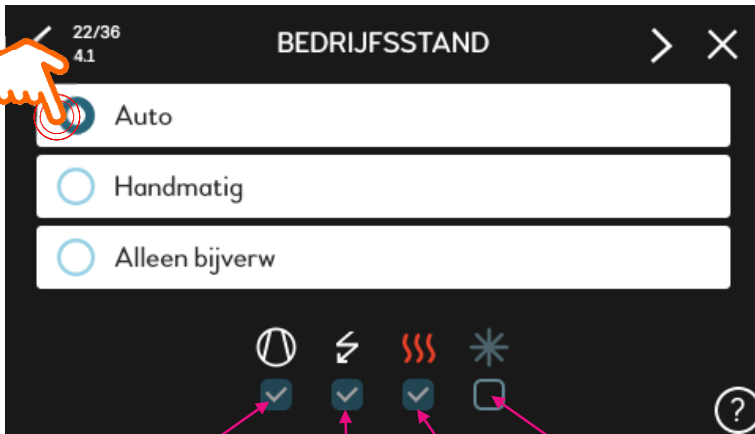 22/36
4.1
BEDRIJFSSTAND
Auto
Handmatig
Alleen bijverw
?